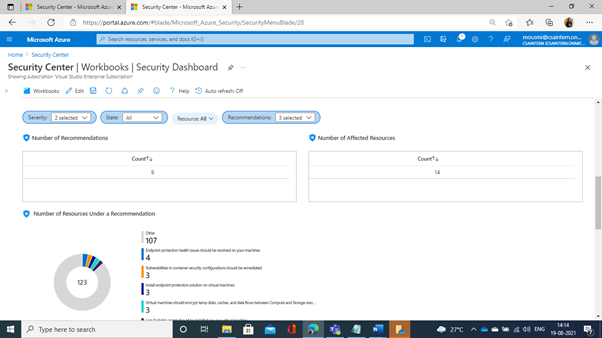 Security Center - Microsoft Azu
Security Center - Microsoft Azur
https://portal.azure.com/#blade/Microsoft_Azure_Security/SecurityMenuBlade/28
Microsoft Azure
Search resources, services, and docs (G+/)
1
mousmi@csaintern.on...
CSAINTERN (CSAINTERN.ONMIC...
Home > Security Center
Security Center | Workbooks | Security Dashboard
Showing subscription 'Visual Studio Enterprise Subscription'
Workbooks
Edit
? Help
Auto refresh: Off
Severity: 2 selected
State: All
Resource: All
Recommendations: 3 selected
Number of Recommendations
Number of Affected Resources
Count↑↓
Count↑↓
9
14
Number of Resources Under a Recommendation
123
Other
107
Endpoint protection health issues should be resolved on your machines
4
Vulnerabilities in container security configurations should be remediated
3
Install endpoint protection solution on virtual machines
3
Virtual machines should encrypt temp disks, caches, and data flows between Compute and Storage reso...
3
Type here to search
27°C
ENG
14:14
19-08-2021